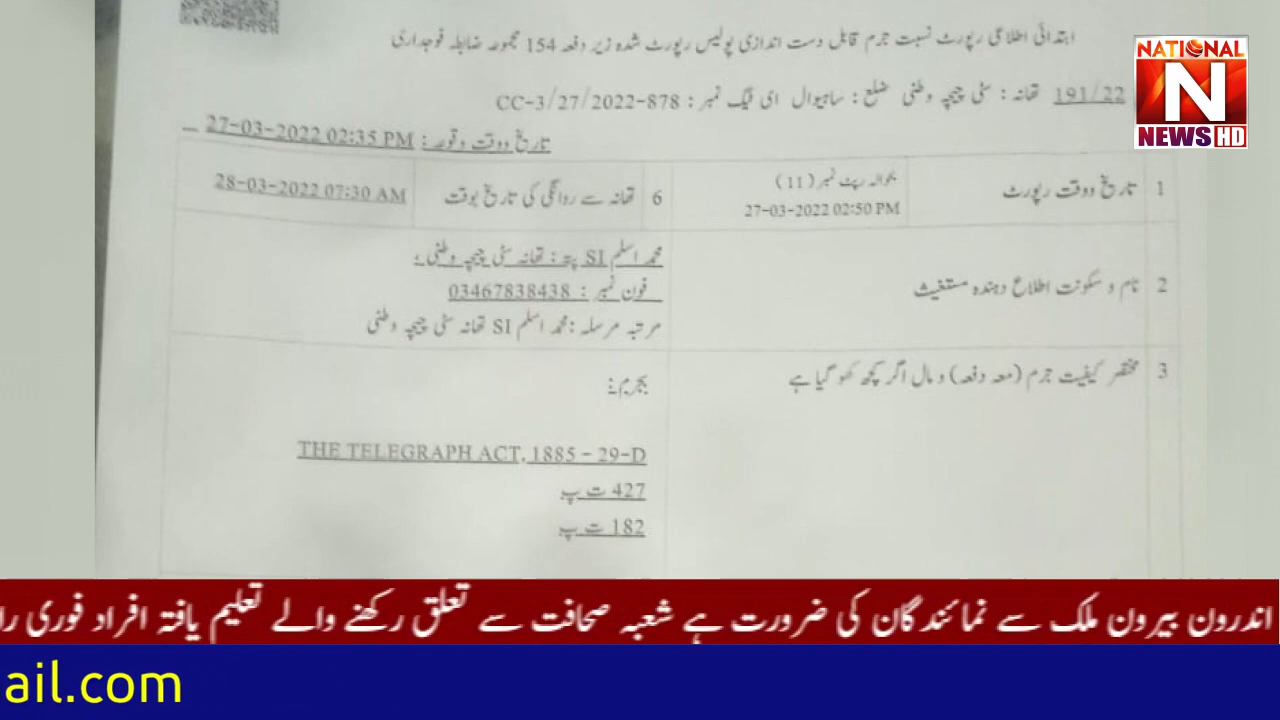 ابتدائی اطلاعی رپورٹ نسبت جرم قابل دست اندازی پولیس رپورٹ شدہ زیر دفعہ 154 مجموعہ ضابطہ فوجداری
191/22 تھانہ: سٹی چیچہ وطنی ضلع: ساہیوال ای ٹیگ نمبر: CC-3/27/2022-878
تاریخ ووقت وقوعہ: 27-03-2022 02:35 PM
1 تاریخ ووقت رپورٹ
بحوالہ رپٹ نمبر (11)
27-03-2022 02:50 PM
6 تھانہ سے روانگی کی تاریخ بوقت
28-03-2022 07:30 AM
2 نام و سکونت اطلاع دہندہ مستغیث
محمد اسلم SI پتہ: تھانہ سٹی چیچہ وطنی ؛
فون نمبر : 03467838438
مرتبہ مرسلہ :محمد اسلم SI تھانہ سٹی چیچہ وطنی
3 مختصر کیفیت جرم (معہ دفعہ) و مال اگر کچھ کھو گیا ہے
بجرم:
THE TELEGRAPH ACT, 1885 - 29-D
427 ت پ
182 ت پ
NATIONAL
N
NEWS HD
اندرون بیرون ملک سے نمائندگان کی ضرورت ہے شعبہ صحافت سے تعلق رکھنے والے تعلیم یافتہ افراد فوری را
ail.com